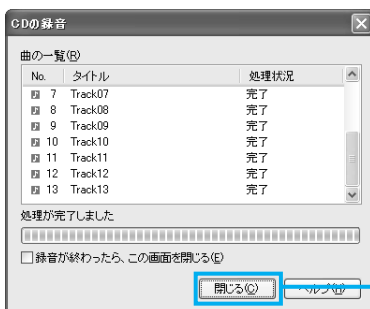 CDの録音
曲の一覧(R)
No. タイトル 処理状況
7 Track07 完了
8 Track08 完了
9 Track09 完了
10 Track10 完了
11 Track11 完了
12 Track12 完了
13 Track13 完了
処理が完了しました
録音が終わったら、この画面を閉じる(E)
閉じる(C) ヘルプ(H)